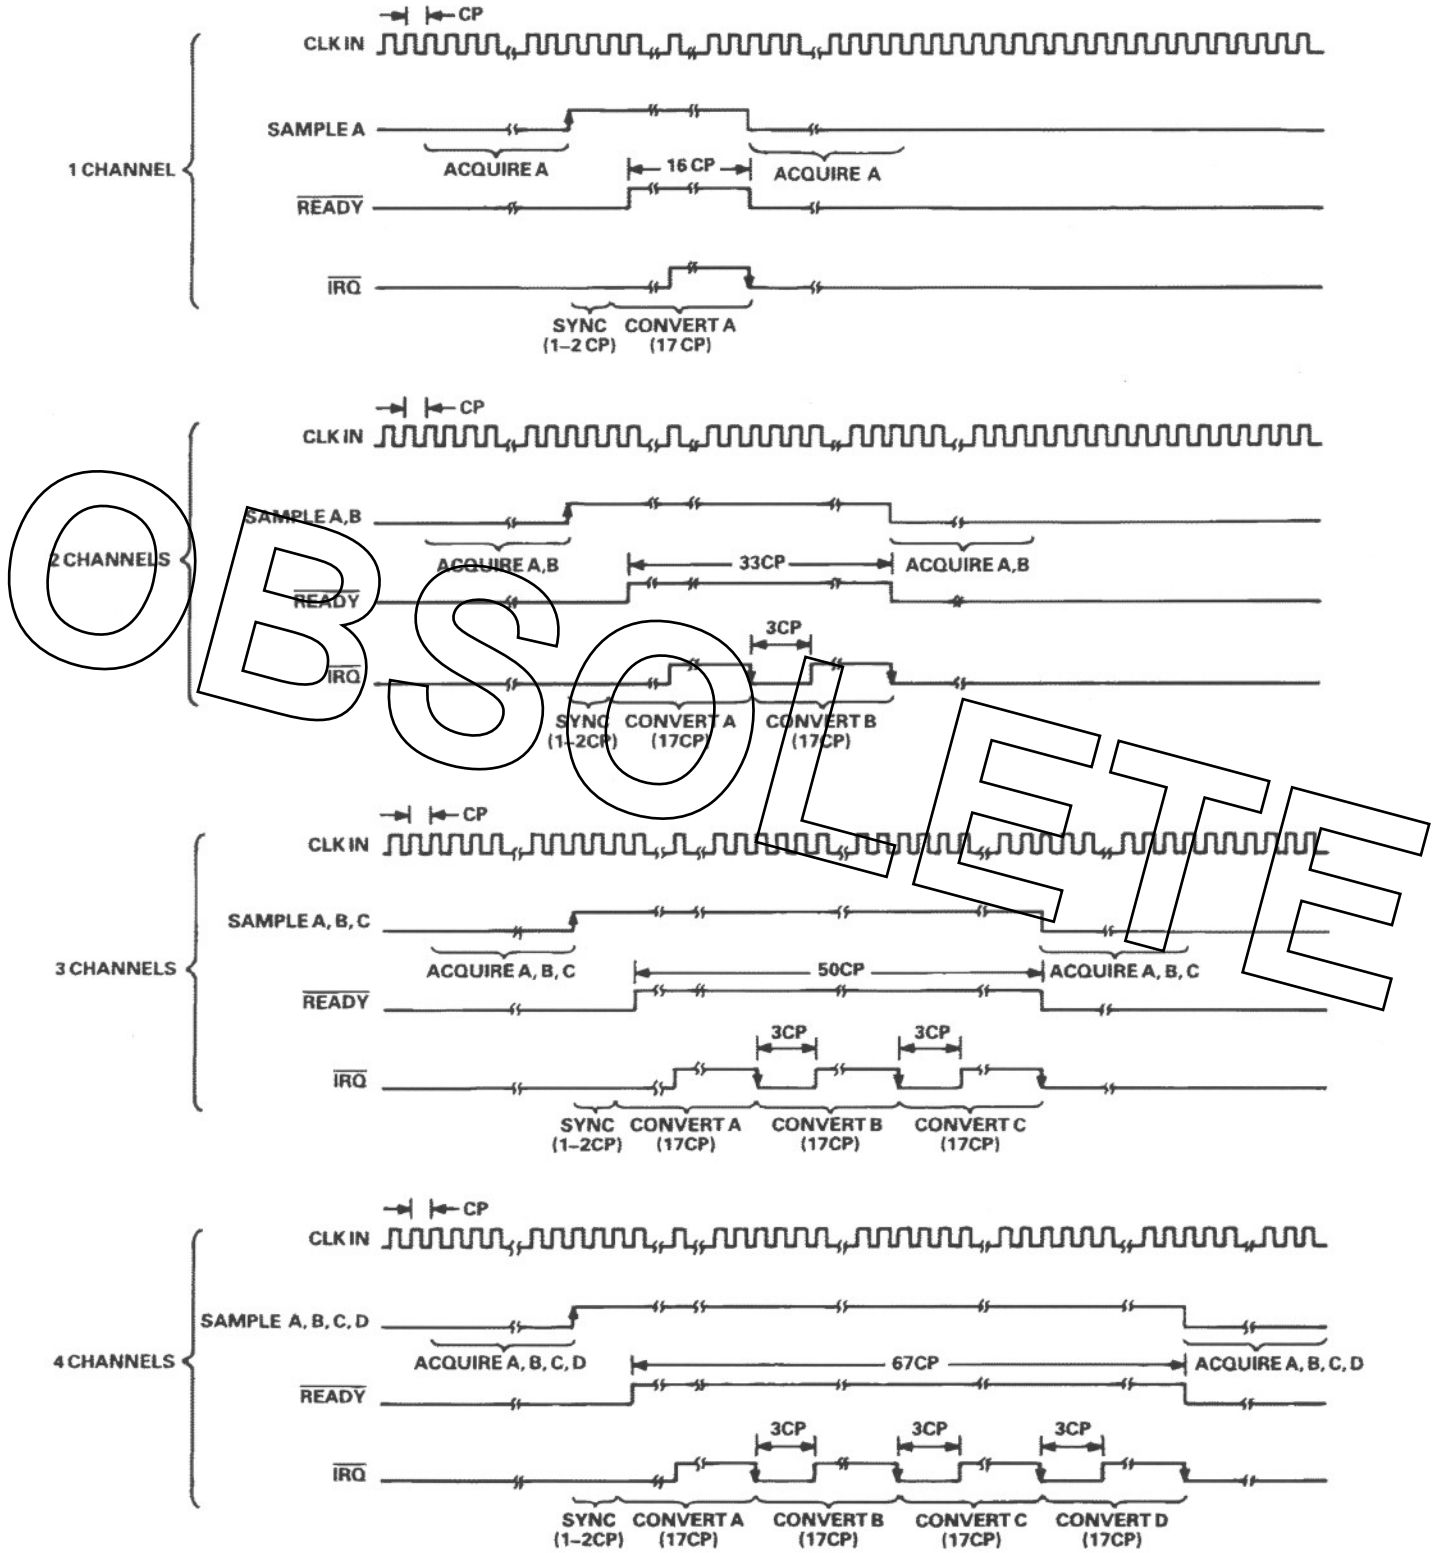 CP
CLK IN
SAMPLE A
ACQUIRE A
16 CP
ACQUIRE A
1 CHANNEL
READY
IRQ
SYNC CONVERT A
(1–2 CP) (17 CP)
CP
CLK IN
SAMPLE A,B
ACQUIRE A,B
33CP
ACQUIRE A,B
2 CHANNELS
READY
3CP
IRQ
SYNC CONVERT A CONVERT B
(1–2CP) (17CP) (17CP)
OBSOLETE
CP
CLK IN
SAMPLE A, B, C
ACQUIRE A, B, C
50CP
ACQUIRE A, B, C
3 CHANNELS
READY
3CP 3CP
IRQ
SYNC CONVERT A CONVERT B CONVERT C
(1–2CP) (17CP) (17CP) (17CP)
CP
CLK IN
SAMPLE A, B, C, D
ACQUIRE A, B, C, D
67CP
ACQUIRE A, B, C, D
4 CHANNELS
READY
3CP 3CP 3CP
IRQ
SYNC CONVERT A CONVERT B CONVERT C CONVERT D
(1–2CP) (17CP) (17CP) (17CP) (17CP)